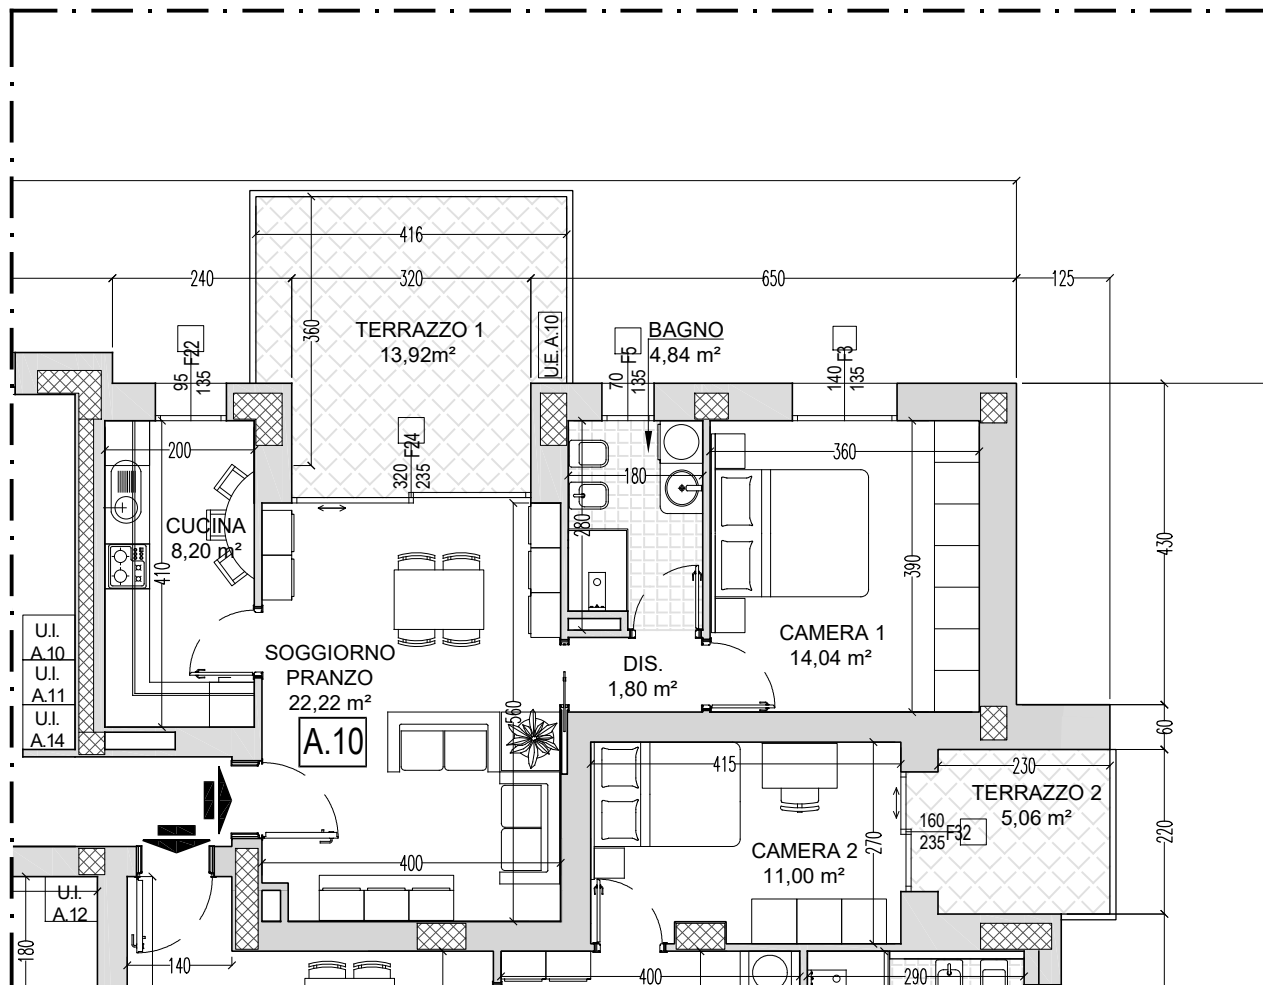 416
240
320
650
125
360
TERRAZZO 1
13,92m²
U.E. A.10
BAGNO
4,84 m²
95
F22
135
70
F5
135
140
F3
135
320
F24
235
200
180
360
CUCINA
8,20 m²
410
280
390
430
U.I.
A.10
U.I.
A.11
U.I.
A.14
SOGGIORNO
PRANZO
22,22 m²
A.10
DIS.
1,80 m²
CAMERA 1
14,04 m²
560
60
415
230
TERRAZZO 2
5,06 m²
160
F32
235
220
CAMERA 2
11,00 m²
270
400
U.I.
A.12
180
140
400
290